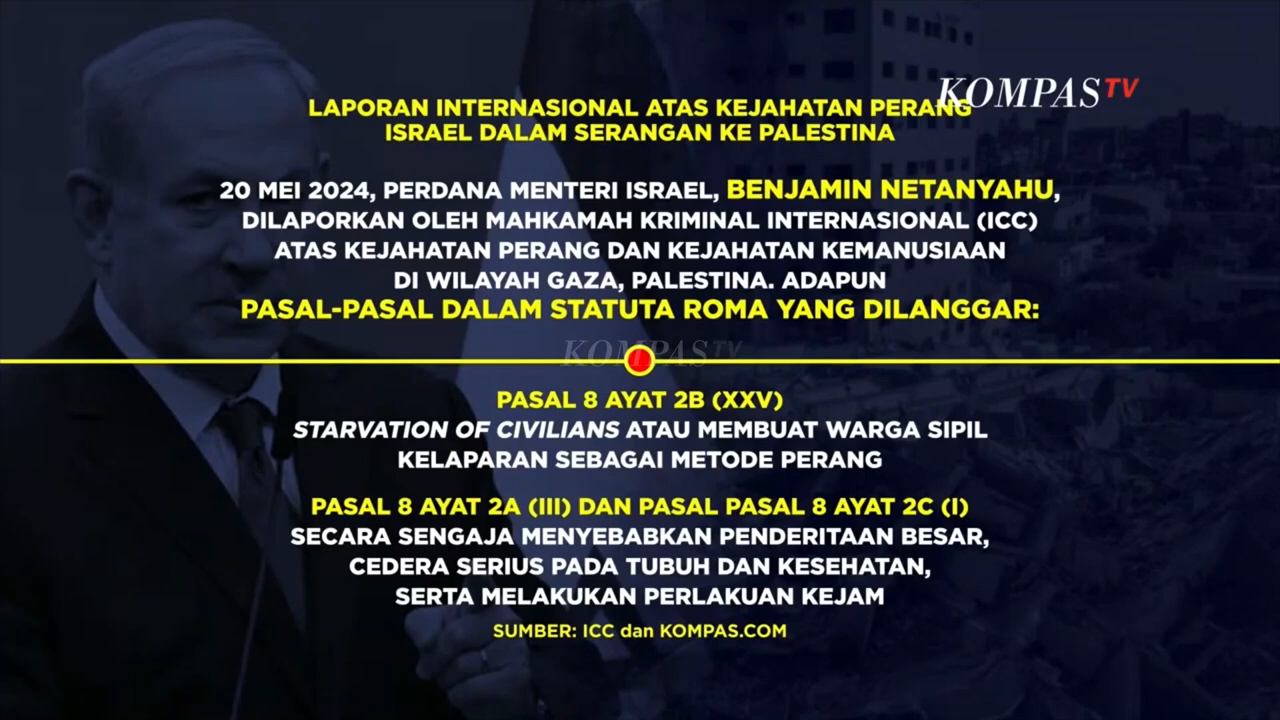 KOMPASTV
LAPORAN INTERNASIONAL ATAS KEJAHATAN PERANG
ISRAEL DALAM SERANGAN KE PALESTINA
20 MEI 2024, PERDANA MENTERI ISRAEL, BENJAMIN NETANYAHU,
DILAPORKAN OLEH MAHKAMAH KRIMINAL INTERNASIONAL (ICC)
ATAS KEJAHATAN PERANG DAN KEJAHATAN KEMANUSIAAN
DI WILAYAH GAZA, PALESTINA. ADAPUN
PASAL-PASAL DALAM STATUTA ROMA YANG DILANGGAR:
KOMPASTV
PASAL 8 AYAT 2B (XXV)
STARVATION OF CIVILIANS ATAU MEMBUAT WARGA SIPIL
KELAPARAN SEBAGAI METODE PERANG
PASAL 8 AYAT 2A (III) DAN PASAL PASAL 8 AYAT 2C (I)
SECARA SENGAJA MENYEBABKAN PENDERITAAN BESAR,
CEDERA SERIUS PADA TUBUH DAN KESEHATAN,
SERTA MELAKUKAN PERLAKUAN KEJAM
SUMBER: ICC dan KOMPAS.COM